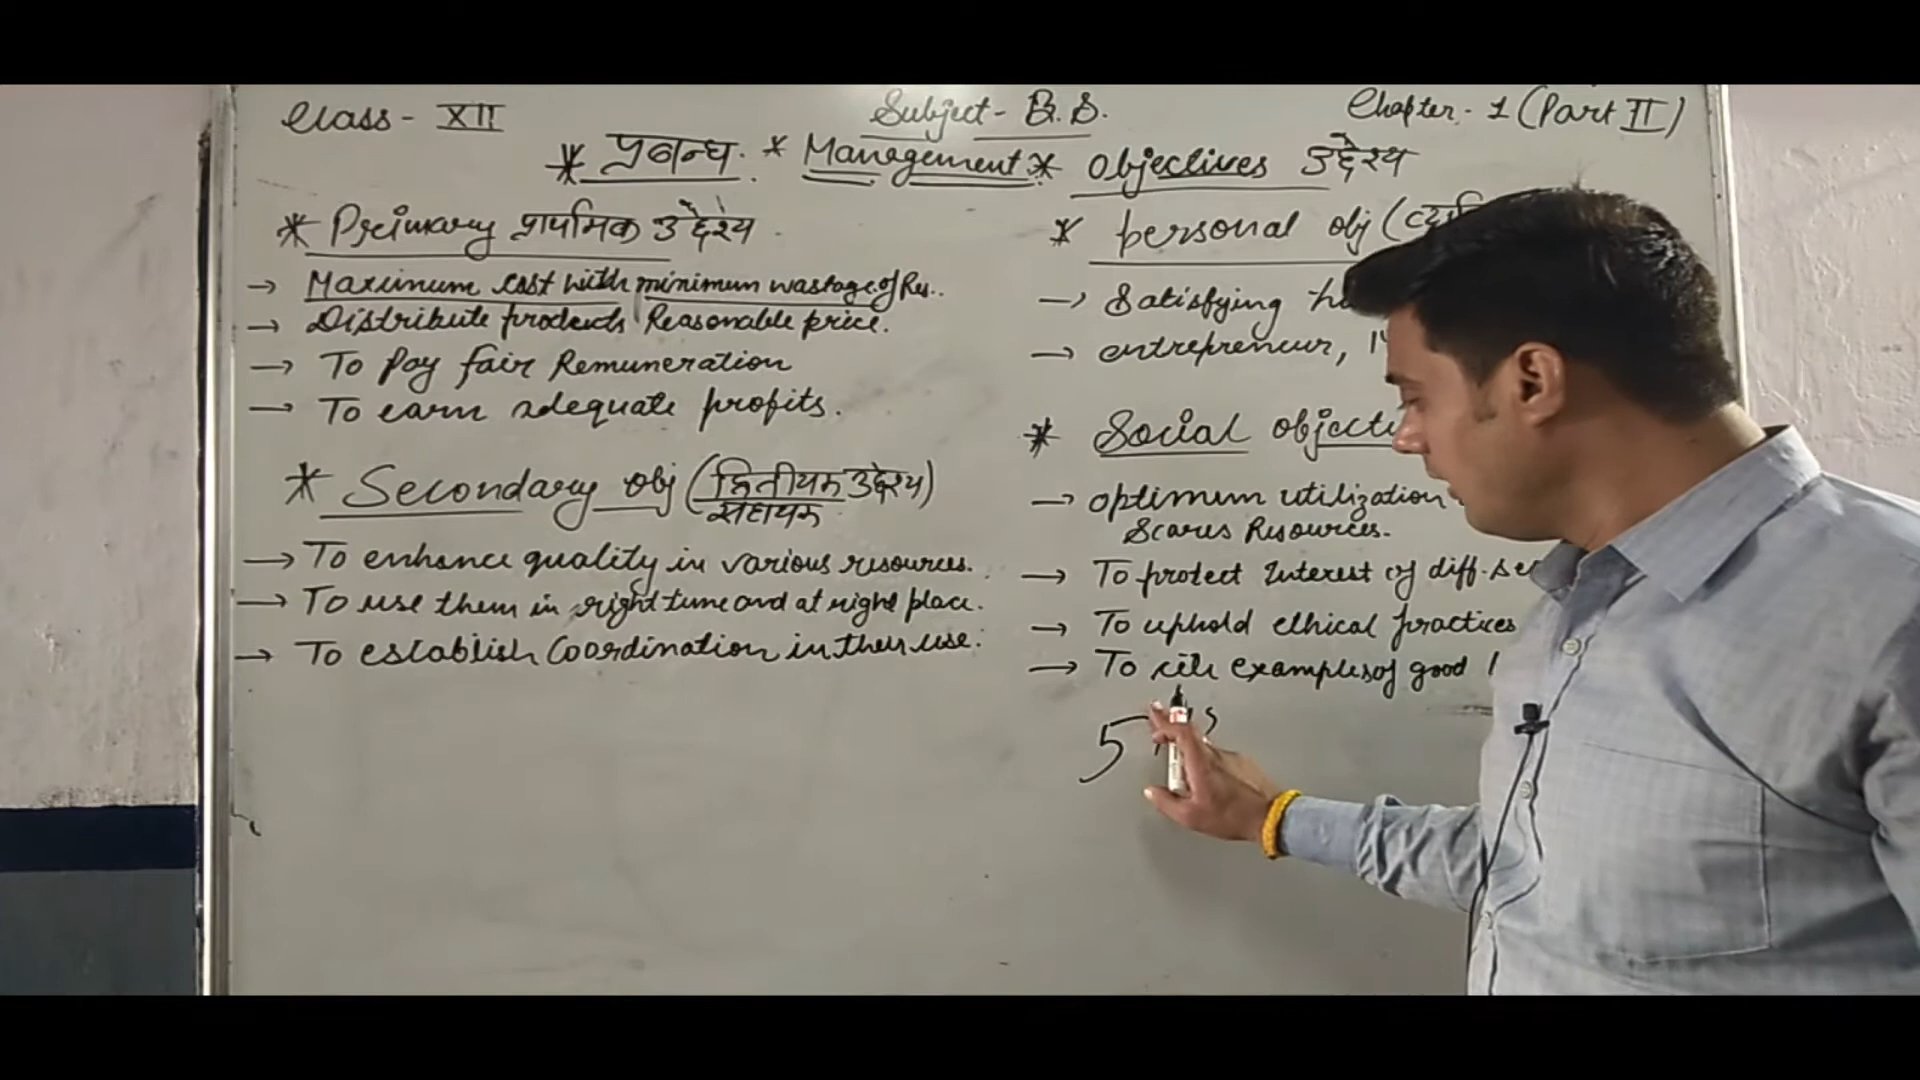 Class - XII
Subject - B.S.
Chapter - 1 (Part II)
* प्रबन्ध * Management * Objectives उद्देश्य
* Primary प्राथमिक उद्देश्य
→ Maximum cost with minimum wastage of Res..
→ Distribute products Reasonable price.
→ To Pay fair Remuneration
→ To earn adequate profits.
* Secondary obj (द्वितीयक उद्देश्य)
सहायक
→ To enhance quality in various resources.
→ To use them in right time and at right place.
→ To establish Coordination in their use.
* personal obj
→ Satisfying
→ entrepreneur,
* Social
→ optimum utilization
Scares Resources.
→ To protect Interest of diff.
→ To uphold ethical practices
→ To cite examples of good
5